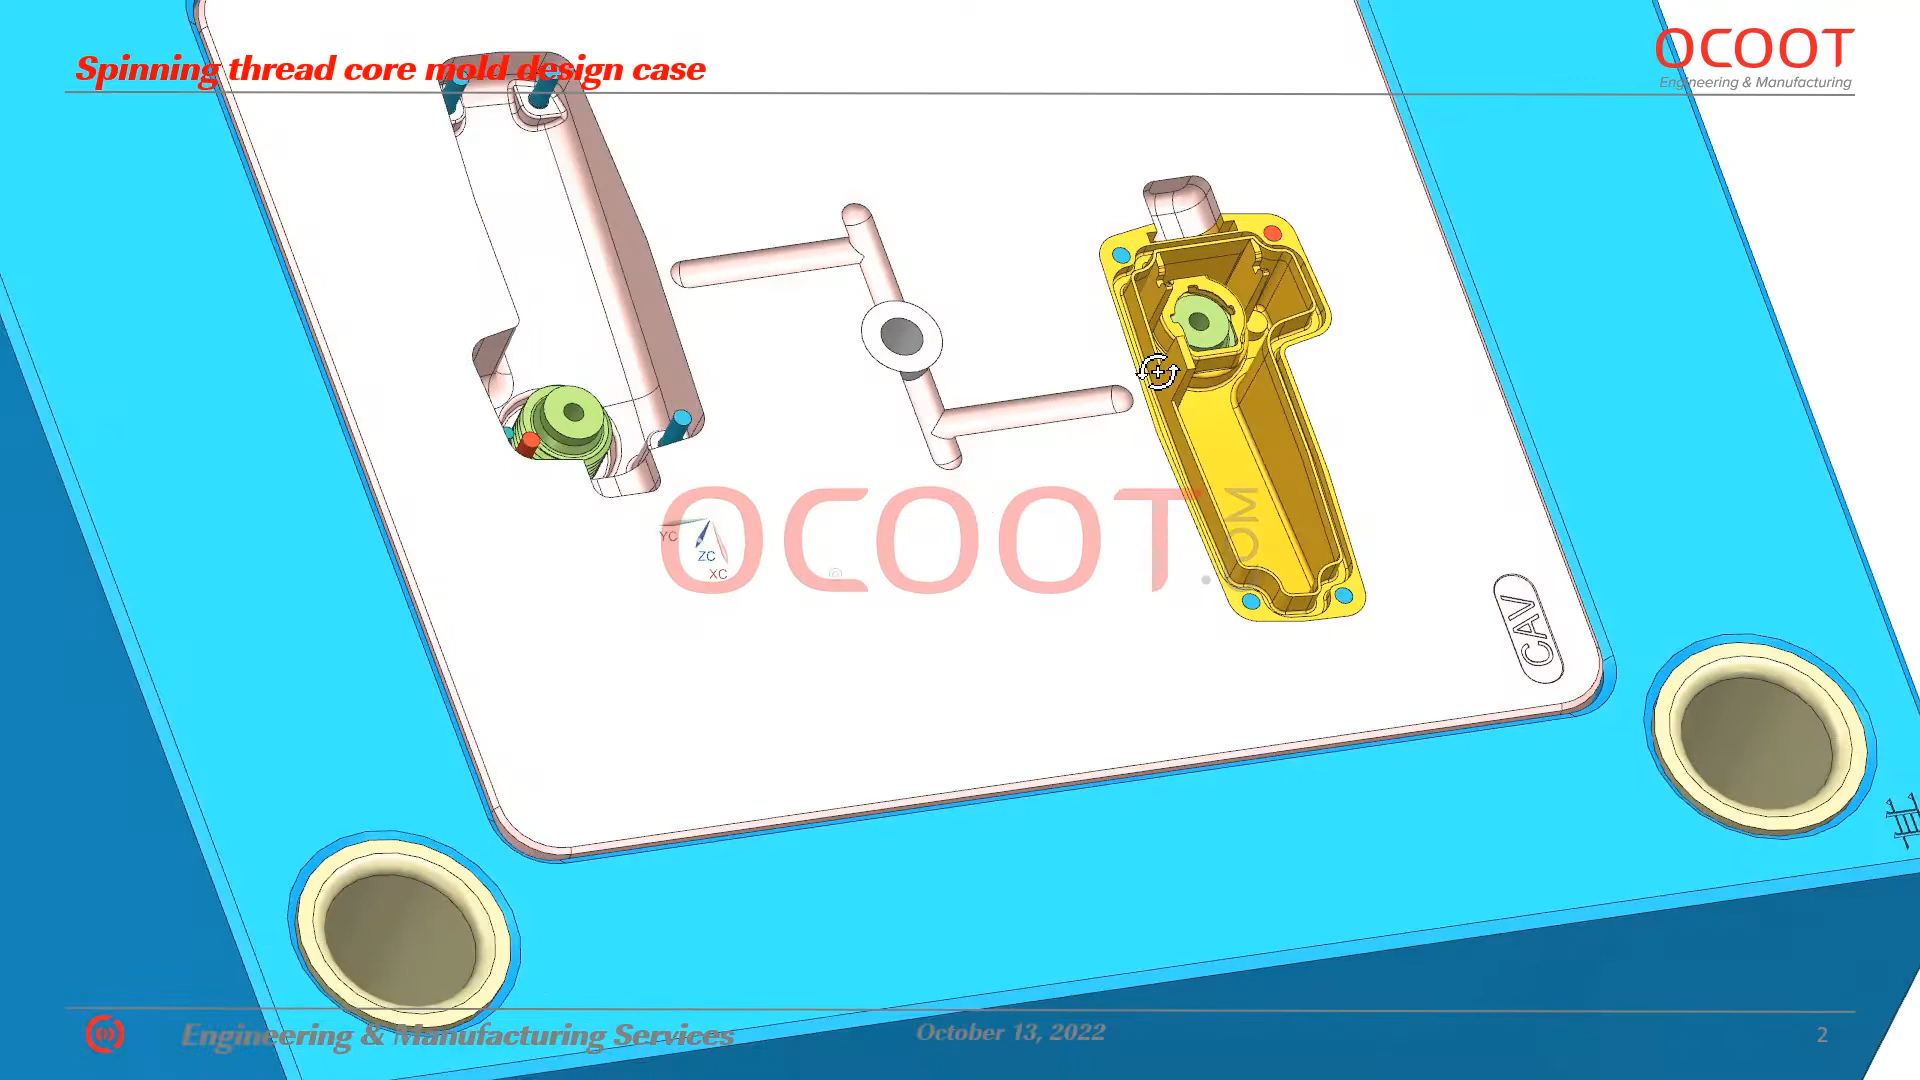 Spinning thread core mold design case
OCOOT
Engineering & Manufacturing
OCOOT.COM
YC
ZC
XC
CAV
Engineering & Manufacturing Services
October 13, 2022
2